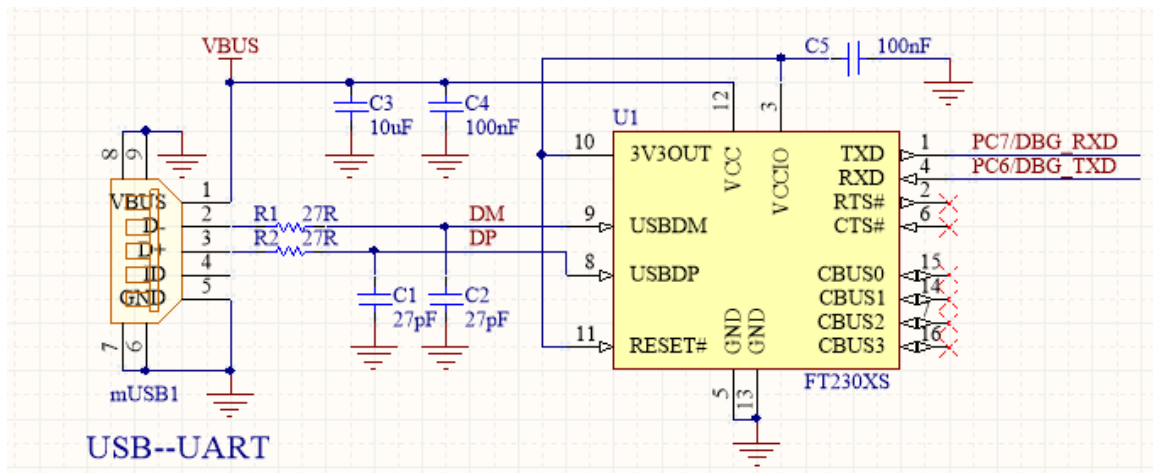 VBUS
C5
100nF
C3
10uF
C4
100nF
12
3
U1
8
9
10
3V3OUT
VCC
VCCIO
TXD
1
PC7/DBG_RXD
RXD
4
PC6/DBG_TXD
RTS#
2
CTS#
6
VBUS
1
D-
2
R1
27R
DM
9
USBDM
D+
3
R2
27R
DP
8
USBDP
ID
4
GND
5
C1
27pF
C2
27pF
CBUS0
15
CBUS1
14
CBUS2
7
CBUS3
16
11
RESET#
GND
GND
7
6
5
13
FT230XS
mUSB1
USB--UART